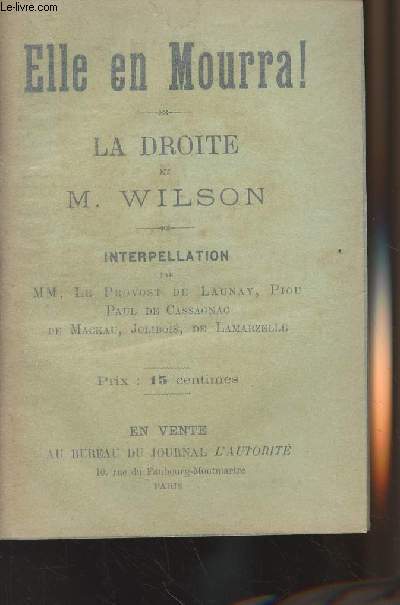 Elle en Mourra!
LA DROITE
ET
M. WILSON
INTERPELLATION
PAR
MM. LE PROVOST DE LAUNAY, PIOU
PAUL DE CASSAGNAC
DE MACKAU, JOLIBOIS, DE LAMARZELLE
Prix : 15 centimes
EN VENTE
AU BUREAU DU JOURNAL L'AUTORITÉ
10, rue du Faubourg-Montmartre
PARIS
Le-livre.com